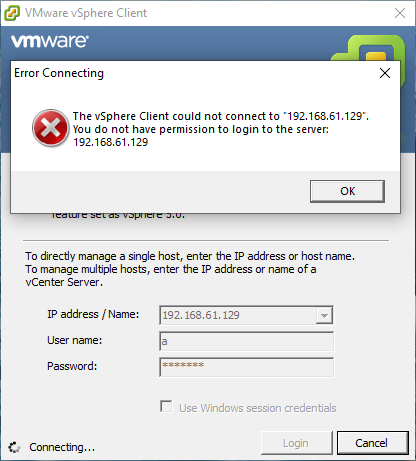 VMware vSphere Client
vmware®
Error Connecting
The vSphere Client could not connect to "192.168.61.129".
You do not have permission to login to the server:
192.168.61.129
OK
feature set as vSphere 5.0.
To directly manage a single host, enter the IP address or host name.
To manage multiple hosts, enter the IP address or name of a
vCenter Server.
IP address / Name: 192.168.61.129
User name: a
Password: *******
Use Windows session credentials
Connecting... Login Cancel